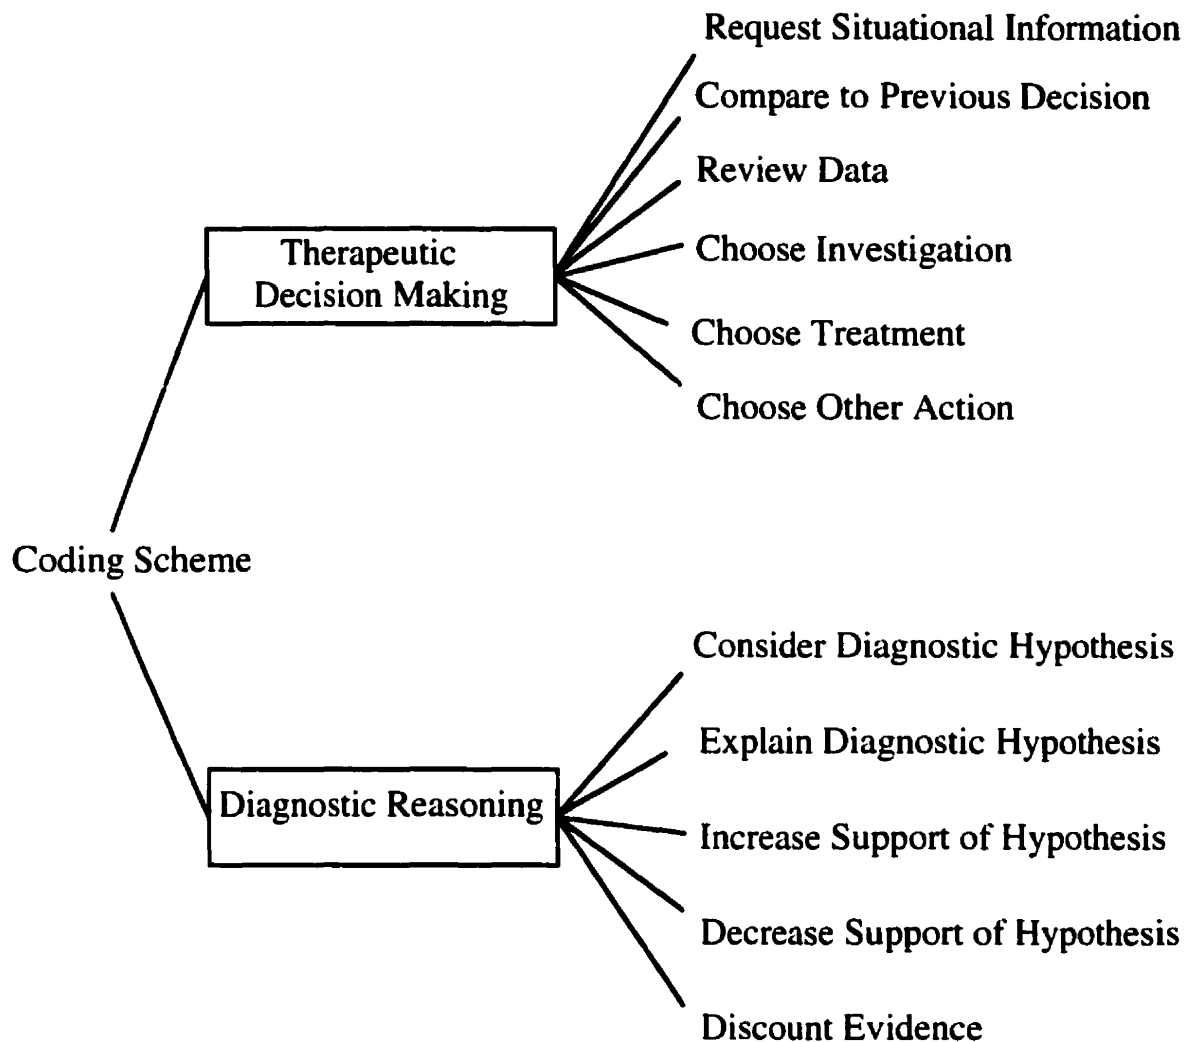 Request Situational Information
Compare to Previous Decision
Review Data
Therapeutic
Decision Making
Choose Investigation
Choose Treatment
Choose Other Action
Coding Scheme
Consider Diagnostic Hypothesis
Explain Diagnostic Hypothesis
Diagnostic Reasoning
Increase Support of Hypothesis
Decrease Support of Hypothesis
Discount Evidence